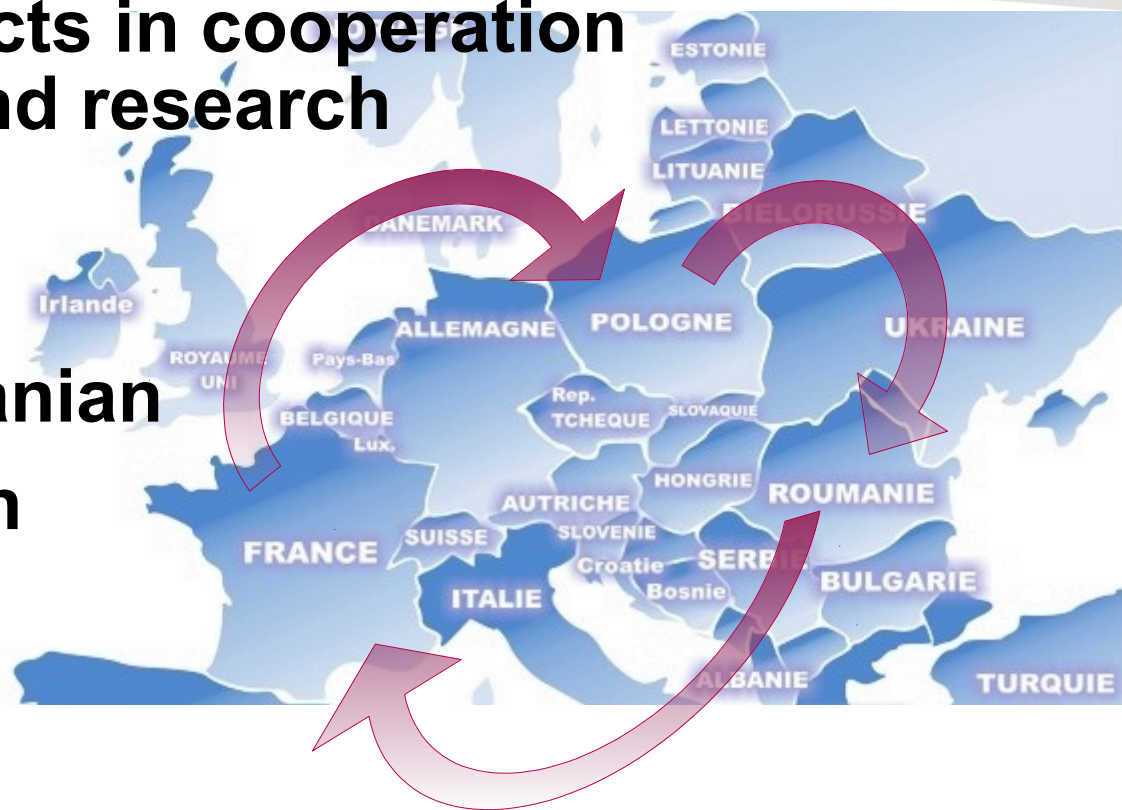 cts in cooperation
nd research
ESTONIE
LETTONIE
LITUANIE
BIELORUSSIE
DANEMARK
Irlande
ALLEMAGNE
POLOGNE
UKRAINE
ROYAUME
UNI
Pays-Bas
anian
BELGIQUE
Lux.
Rep.
TCHEQUE
SLOVAQUIE
HONGRIE
ROUMANIE
n
AUTRICHE
SUISSE
SLOVENIE
FRANCE
Croatie
SERBIE
Bosnie
BULGARIE
ITALIE
ALBANIE
TURQUIE